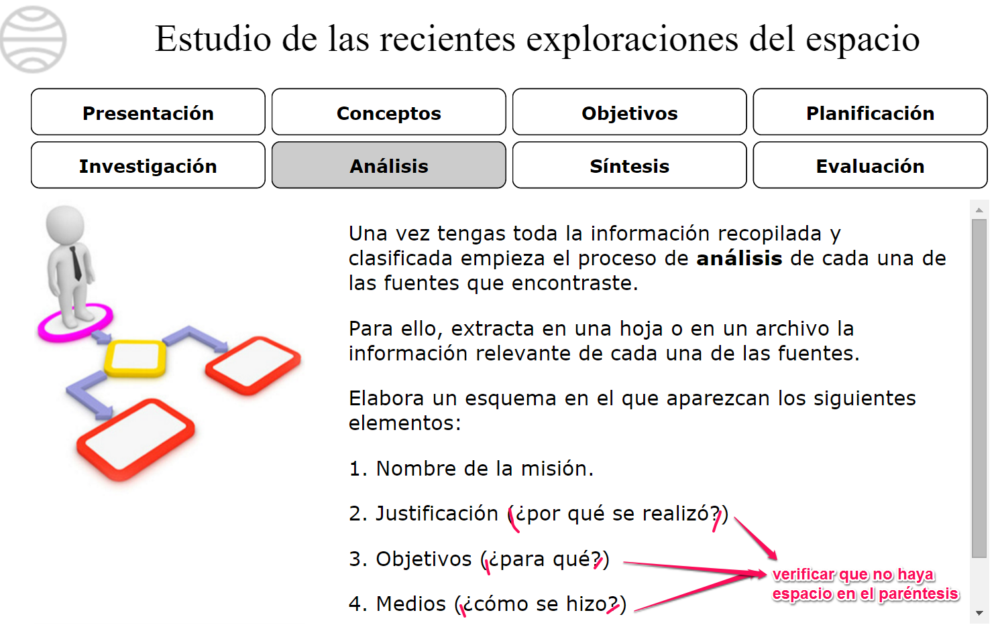 Estudio de las recientes exploraciones del espacio
Presentación
Conceptos
Objetivos
Planificación
Investigación
Análisis
Síntesis
Evaluación
Una vez tengas toda la información recopilada y
clasificada empieza el proceso de análisis de cada una de
las fuentes que encontraste.
Para ello, extracta en una hoja o en un archivo la
información relevante de cada una de las fuentes.
Elabora un esquema en el que aparezcan los siguientes
elementos:
1. Nombre de la misión.
2. Justificación (¿por qué se realizó?)
3. Objetivos (¿para qué?)
4. Medios (¿cómo se hizo?)
verificar que no haya
espacio en el paréntesis